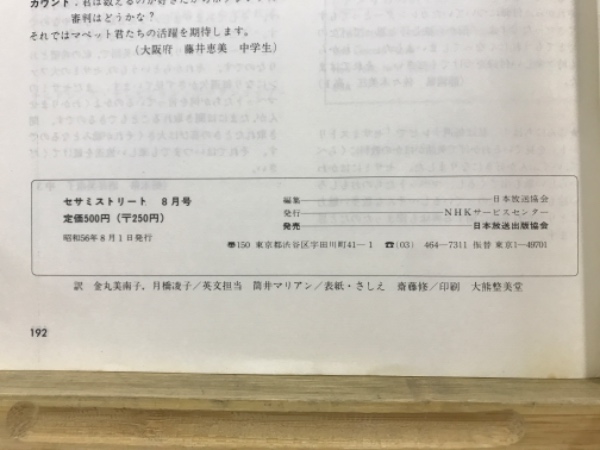 カウント:君は数えるのが好きだから
審判はどうかな?
それではマペット君たちの活躍を期待します。
(大阪府 藤井恵美 中学生)
セサミストリート 8月号
定価500円(〒250円)
昭和56年8月1日発行
編集──日本放送協会
発行──NHKサービスセンター
発売──日本放送出版協会
〒150 東京都渋谷区宇田川町41-1 ☎(03) 464-7311 振替 東京1-49701
訳 金丸美南子,月橋凌子/英文担当 筒井マリアン/表紙・さしえ 斎藤修/印刷 大熊整美堂
192